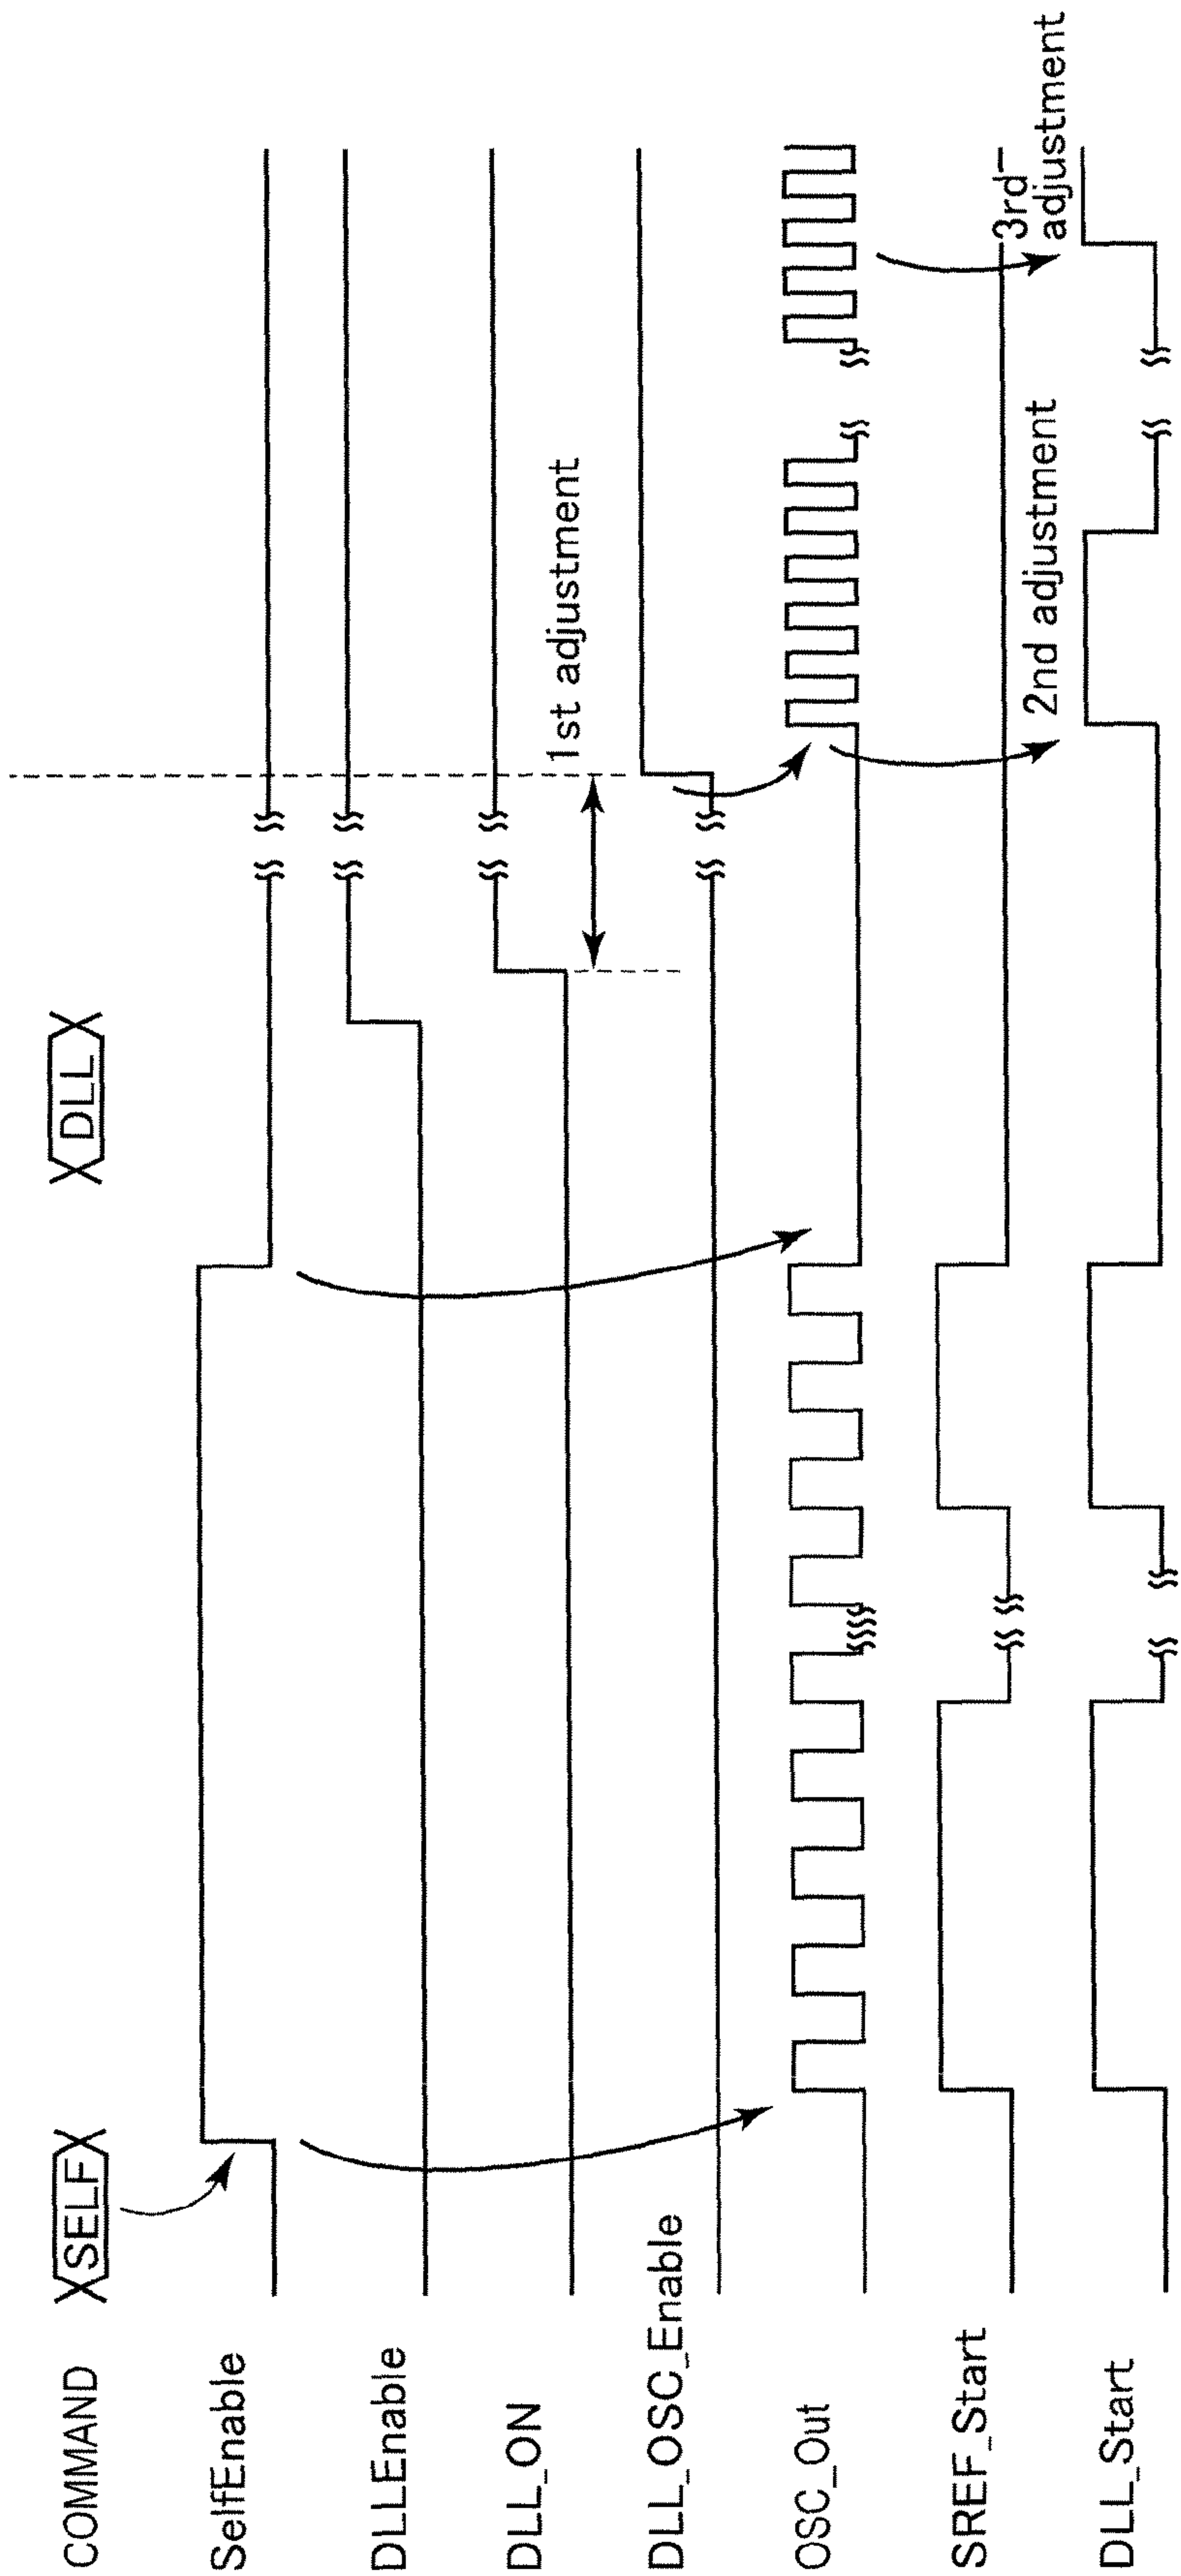 COMMAND
SELF
DLL
SelfEnable
DLLEnable
DLL_ON
1st adjustment
DLL_OSC_Enable
OSC_Out
SREF_Start
3rd
adjustment
2nd adjustment
DLL_Start